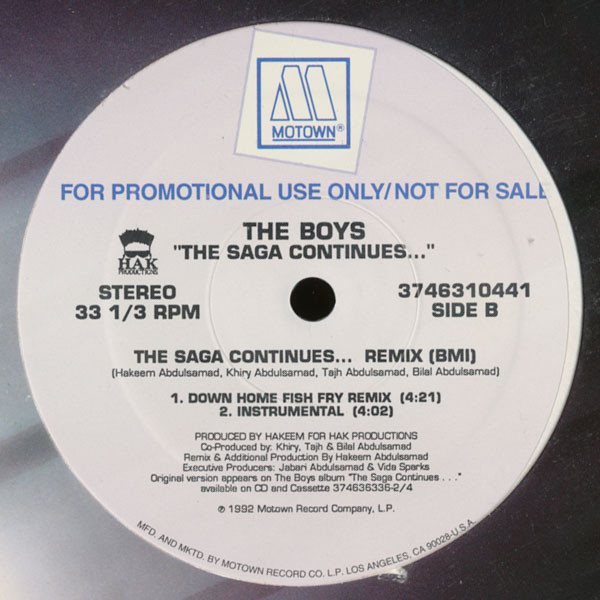 MOTOWN®
FOR PROMOTIONAL USE ONLY/NOT FOR SALE
THE BOYS
"THE SAGA CONTINUES..."
HAK
PRODUCTIONS
STEREO
33 1/3 RPM
3746310441
SIDE B
THE SAGA CONTINUES... REMIX (BMI)
(Hakeem Abdulsamad, Khiry Abdulsamad, Tajh Abdulsamad, Bilal Abdulsamad)
1. DOWN HOME FISH FRY REMIX (4:21)
2. INSTRUMENTAL (4:02)
PRODUCED BY HAKEEM FOR HAK PRODUCTIONS
Co-Produced by: Khiry, Tajh & Bilal Abdulsamad
Remix & Additional Production By Hakeem Abdulsamad
Executive Producers: Jabari Abdulsamad & Vida Sparks
Original version appears on The Boys album "The Saga Continues . . ."
available on CD and Cassette 374636336-2/4
℗ 1992 Motown Record Company, L.P.
MFD. AND MKTD. BY MOTOWN RECORD CO. L.P. LOS ANGELES, CA 90028-U.S.A.